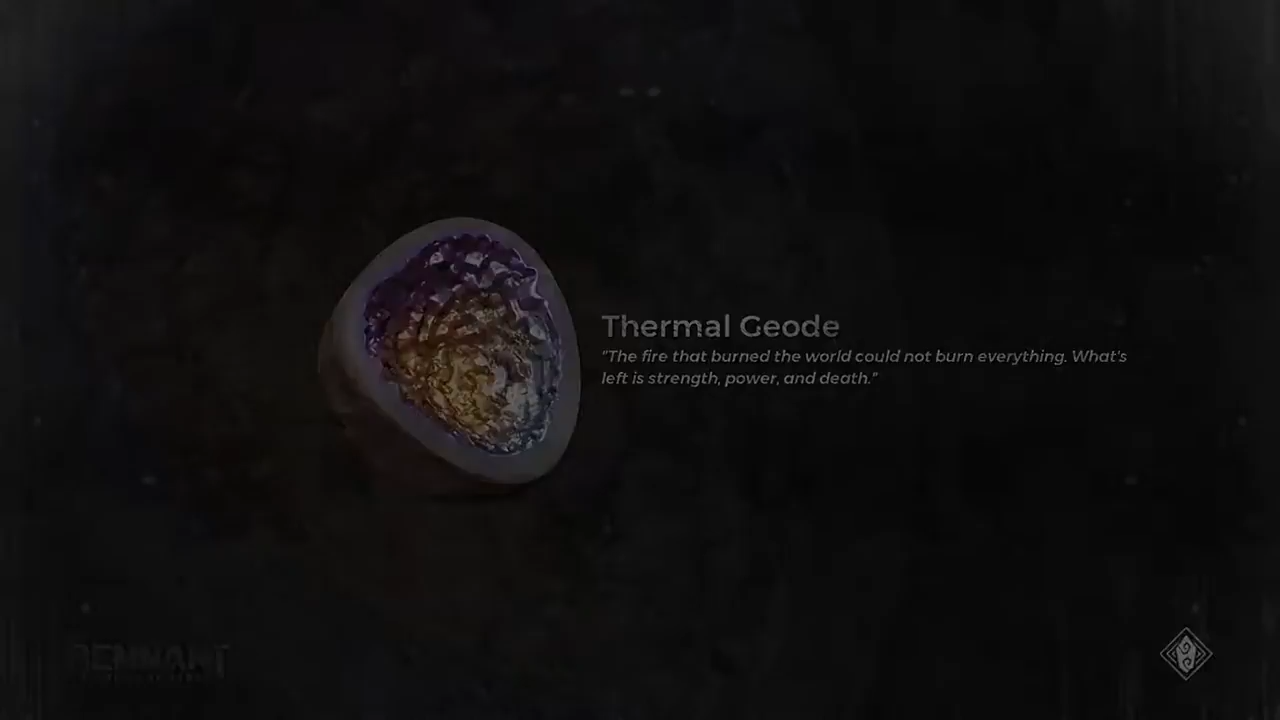 Thermal Geode
"The fire that burned the world could not burn everything. What's
left is strength, power, and death."
REMNANT